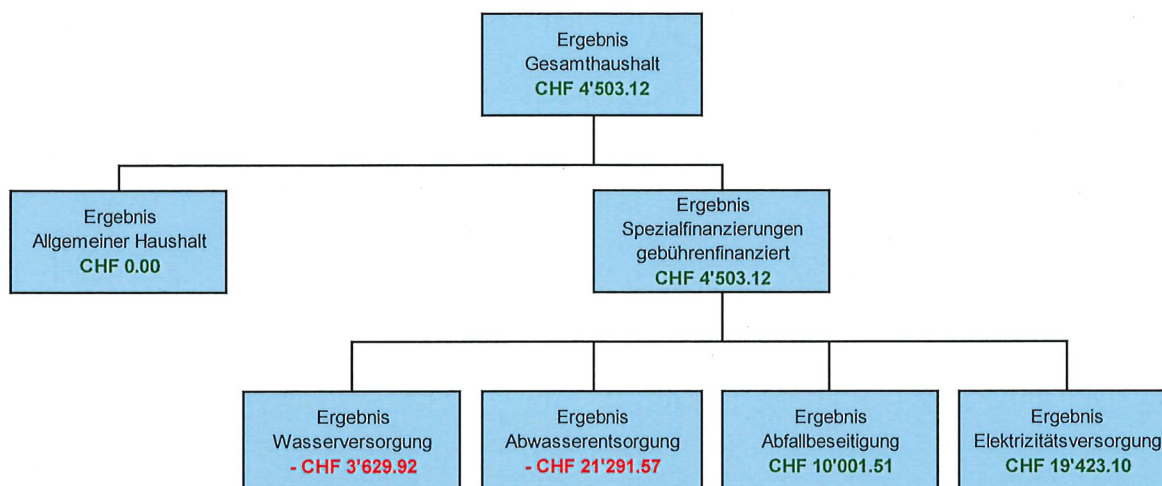 Ergebnis
Gesamthaushalt
CHF 4'503.12
Ergebnis
Allgemeiner Haushalt
CHF 0.00
Ergebnis
Spezialfinanzierungen
gebührenfinanziert
CHF 4'503.12
Ergebnis
Wasserversorgung
- CHF 3'629.92
Ergebnis
Abwasserentsorgung
- CHF 21'291.57
Ergebnis
Abfallbeseitigung
CHF 10'001.51
Ergebnis
Elektrizitätsversorgung
CHF 19'423.10